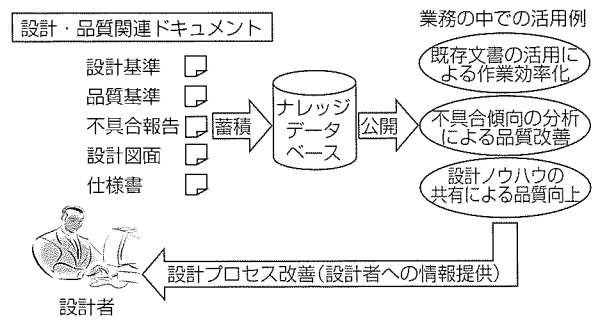 設計・品質関連ドキュメント
設計基準
品質基準
不具合報告
設計図面
仕様書
蓄積
ナレッジ
データ
ベース
公開
業務の中での活用例
既存文書の活用に
よる作業効率化
不具合傾向の分析
による品質改善
設計ノウハウの
共有による品質向上
設計プロセス改善(設計者への情報提供)
設計者